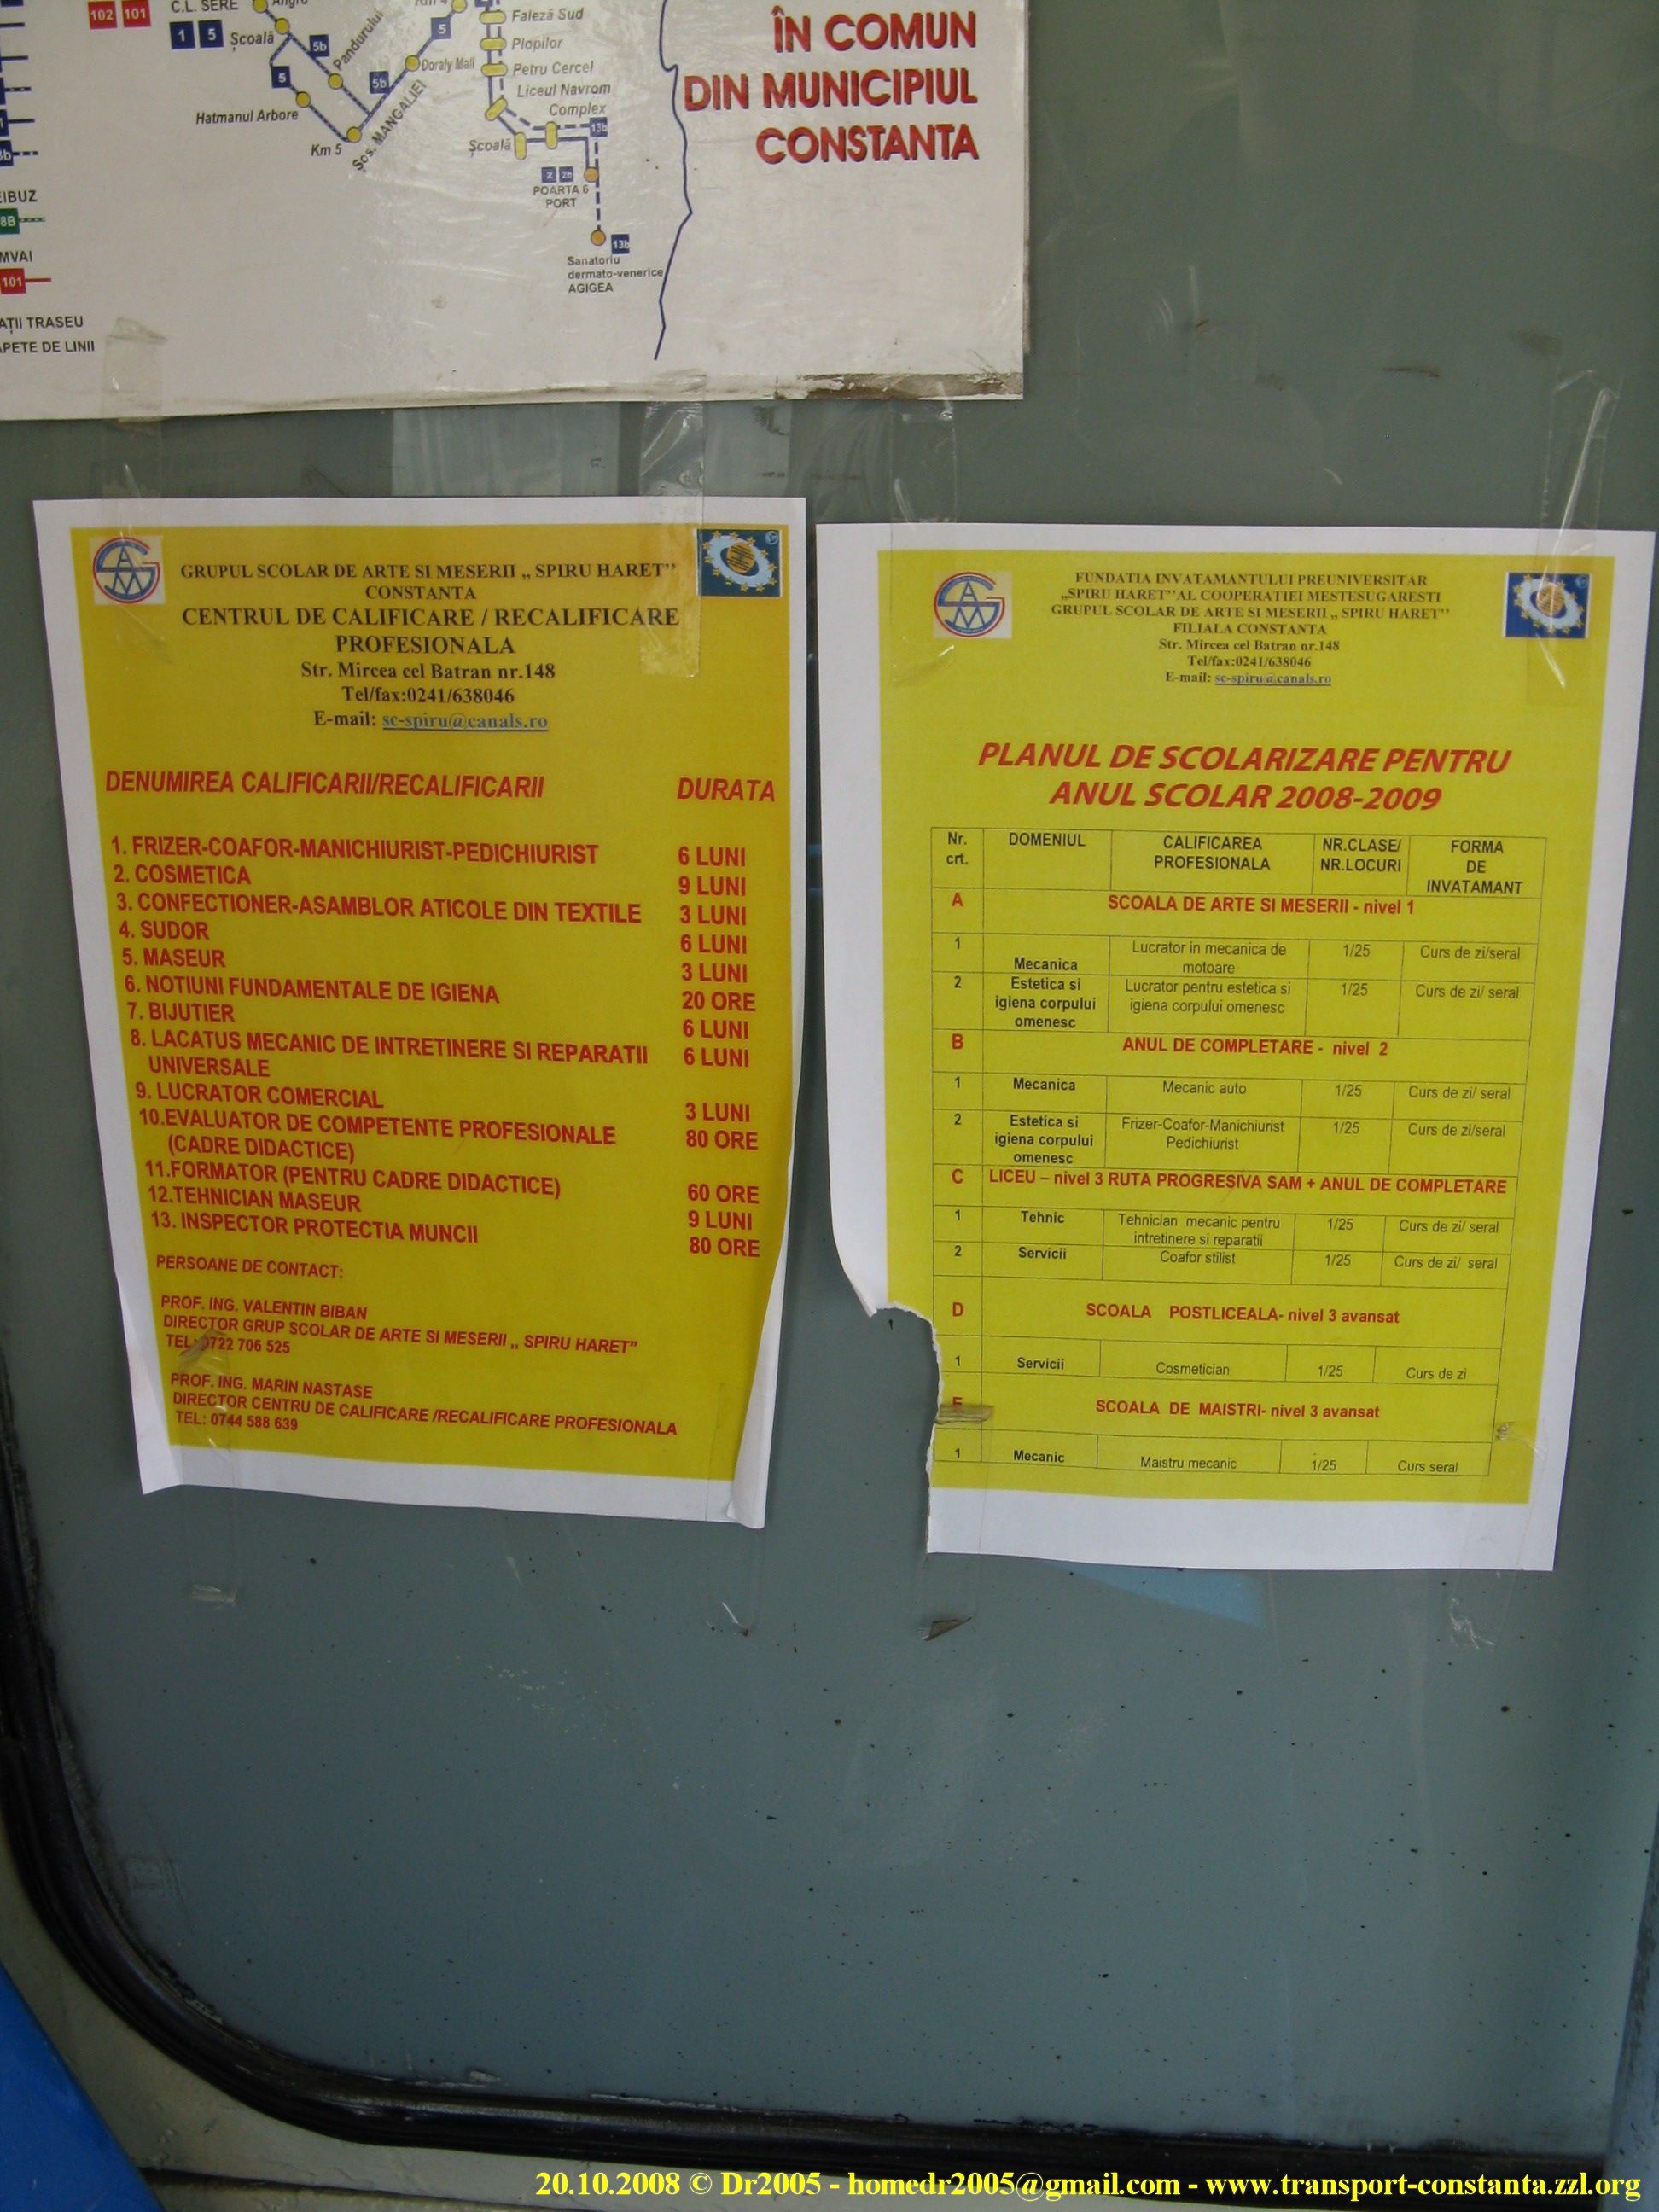 102 101
C.L. SERE
1 5 Școală
5b
Pandurului
5
5
5b
Doraly Mall
Hatmanul Arbore
Km 5
Șos. MANGALIEI
Faleză Sud
Plopilor
Petru Cercel
Liceul Navrom
Complex
13b
Școală
2 2b
POARTA 6
PORT
13b
Sanatoriu
dermato-venerice
AGIGEA
8B
101
ÎN COMUN
DIN MUNICIPIUL
CONSTANTA
GRUPUL SCOLAR DE ARTE SI MESERII ,, SPIRU HARET''
CONSTANTA
CENTRUL DE CALIFICARE / RECALIFICARE
PROFESIONALA
Str. Mircea cel Batran nr.148
Tel/fax:0241/638046
E-mail: sc-spiru@canals.ro
DENUMIREA CALIFICARII/RECALIFICARII DURATA
1. FRIZER-COAFOR-MANICHIURIST-PEDICHIURIST 6 LUNI
2. COSMETICA 9 LUNI
3. CONFECTIONER-ASAMBLOR ATICOLE DIN TEXTILE 3 LUNI
4. SUDOR 6 LUNI
5. MASEUR 3 LUNI
6. NOTIUNI FUNDAMENTALE DE IGIENA 20 ORE
7. BIJUTIER 6 LUNI
8. LACATUS MECANIC DE INTRETINERE SI REPARATII 6 LUNI
UNIVERSALE
9. LUCRATOR COMERCIAL 3 LUNI
10.EVALUATOR DE COMPETENTE PROFESIONALE 80 ORE
(CADRE DIDACTICE)
11.FORMATOR (PENTRU CADRE DIDACTICE) 60 ORE
12.TEHNICIAN MASEUR 9 LUNI
13. INSPECTOR PROTECTIA MUNCII 80 ORE
PERSOANE DE CONTACT:
PROF. ING. VALENTIN BIBAN
DIRECTOR GRUP SCOLAR DE ARTE SI MESERII ,, SPIRU HARET"
TEL: 0722 706 525
PROF. ING. MARIN NASTASE
DIRECTOR CENTRU DE CALIFICARE /RECALIFICARE PROFESIONALA
TEL: 0744 588 639
FUNDATIA INVATAMANTULUI PREUNIVERSITAR
,,SPIRU HARET''AL COOPERATIEI MESTESUGARESTI
GRUPUL SCOLAR DE ARTE SI MESERII ,, SPIRU HARET''
FILIALA CONSTANTA
Str. Mircea cel Batran nr.148
Tel/fax:0241/638046
E-mail: sc-spiru@canals.ro
PLANUL DE SCOLARIZARE PENTRU
ANUL SCOLAR 2008-2009
Nr. crt. DOMENIUL CALIFICAREA PROFESIONALA NR.CLASE/ NR.LOCURI FORMA DE INVATAMANT
A SCOALA DE ARTE SI MESERII - nivel 1
1 Mecanica Lucrator in mecanica de motoare 1/25 Curs de zi/seral
2 Estetica si igiena corpului omenesc Lucrator pentru estetica si igiena corpului omenesc 1/25 Curs de zi/ seral
B ANUL DE COMPLETARE - nivel 2
1 Mecanica Mecanic auto 1/25 Curs de zi/ seral
2 Estetica si igiena corpului omenesc Frizer-Coafor-Manichiurist Pedichiurist 1/25 Curs de zi/seral
C LICEU – nivel 3 RUTA PROGRESIVA SAM + ANUL DE COMPLETARE
1 Tehnic Tehnician mecanic pentru intretinere si reparatii 1/25 Curs de zi/ seral
2 Servicii Coafor stilist 1/25 Curs de zi/ seral
D SCOALA POSTLICEALA- nivel 3 avansat
1 Servicii Cosmetician 1/25 Curs de zi
E SCOALA DE MAISTRI- nivel 3 avansat
1 Mecanic Maistru mecanic 1/25 Curs seral
20.10.2008 © Dr2005 - homedr2005@gmail.com - www.transport-constanta.zzl.org